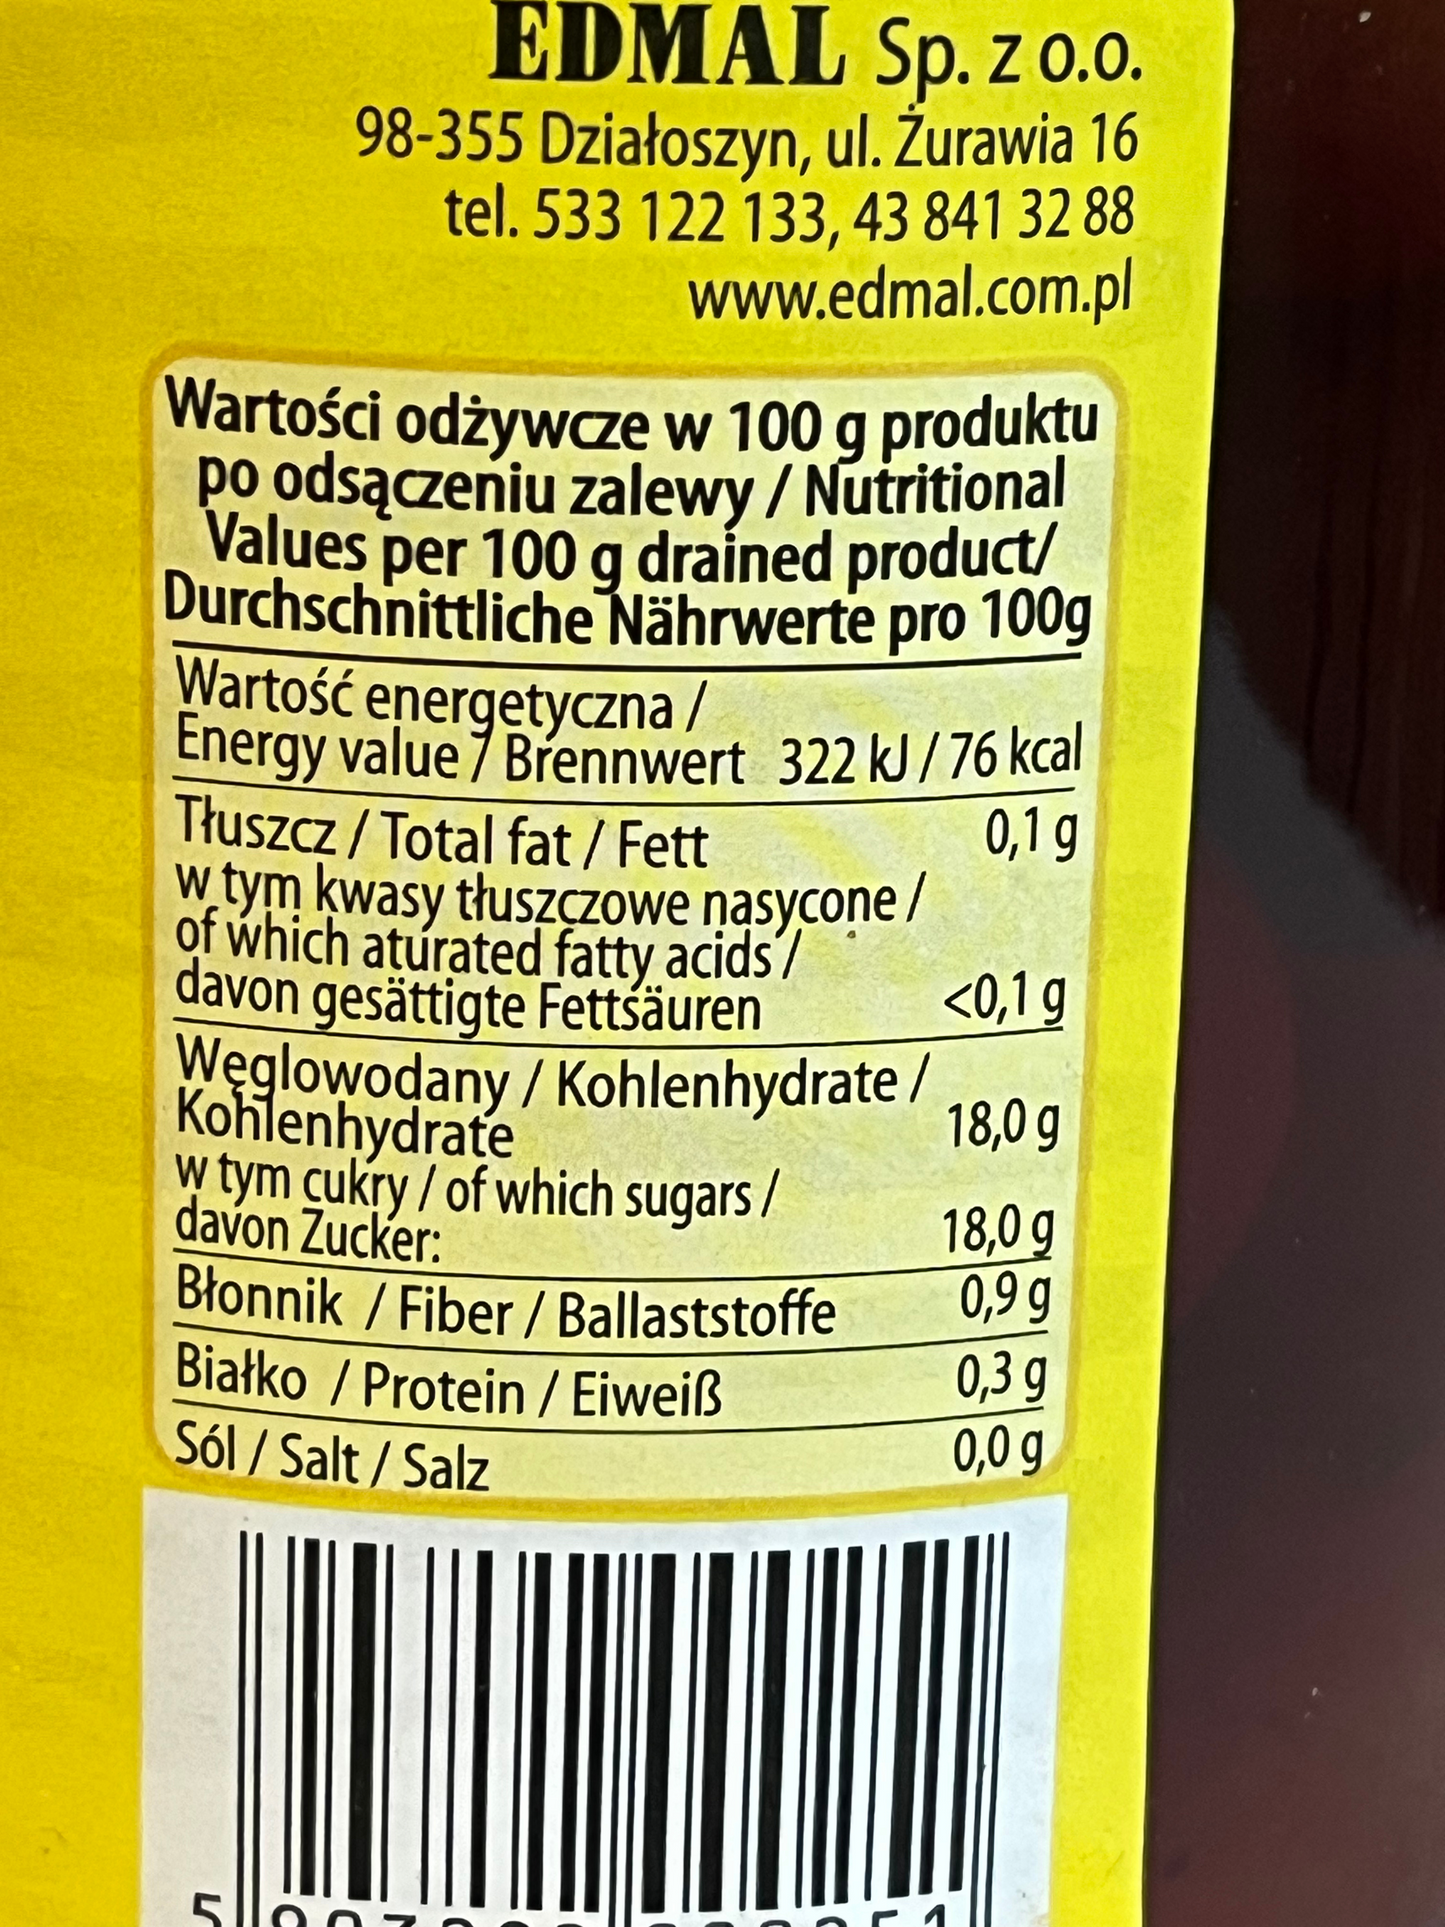 EDMAL Sp. z o.o.
98-355 Działoszyn, ul. Żurawia 16
tel. 533 122 133, 43 841 32 88
www.edmal.com.pl
Wartości odżywcze w 100 g produktu
po odsączeniu zalewy / Nutritional
Values per 100 g drained product/
Durchschnittliche Nährwerte pro 100g
Wartość energetyczna /
Energy value / Brennwert 322 kJ / 76 kcal
Tłuszcz / Total fat / Fett 0,1 g
w tym kwasy tłuszczowe nasycone /
of which aturated fatty acids /
davon gesättigte Fettsäuren <0,1 g
Węglowodany / Kohlenhydrate /
Kohlenhydrate 18,0 g
w tym cukry / of which sugars /
davon Zucker: 18,0 g
Błonnik / Fiber / Ballaststoffe 0,9 g
Białko / Protein / Eiweiß 0,3 g
Sól / Salt / Salz 0,0 g